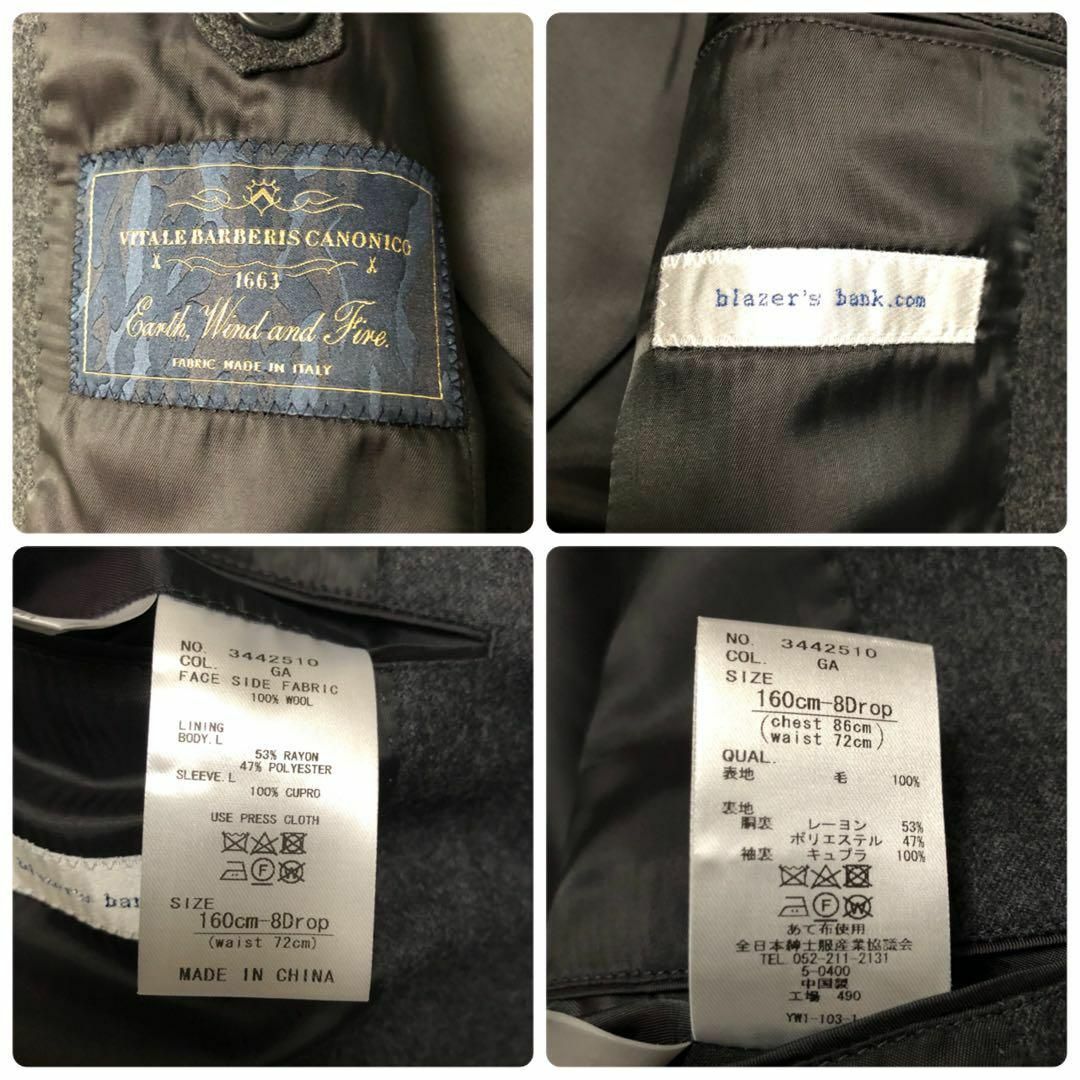 VITALE BARBERIS CANONICO
1663
Earth, Wind and Fire.
FABRIC MADE IN ITALY
blazer's bank.com
NO. 3442510
COL. GA
FACE SIDE FABRIC
100% WOOL
LINING
BODY.L
53% RAYON
47% POLYESTER
SLEEVE.L
100% CUPRO
USE PRESS CLOTH
F W
SIZE
160cm-8Drop
(waist 72cm)
MADE IN CHINA
blazer's ban
NO. 3442510
COL. GA
SIZE
160cm-8Drop
(chest 86cm
waist 72cm)
QUAL.
表地 毛 100%
裏地
胴裏 レーヨン 53%
ポリエステル 47%
袖裏 キュプラ 100%
F W
あて布使用
全日本紳士服産業協議会
TEL.052-211-2131
5-0400
中国製
工場 490
YW1-103-1